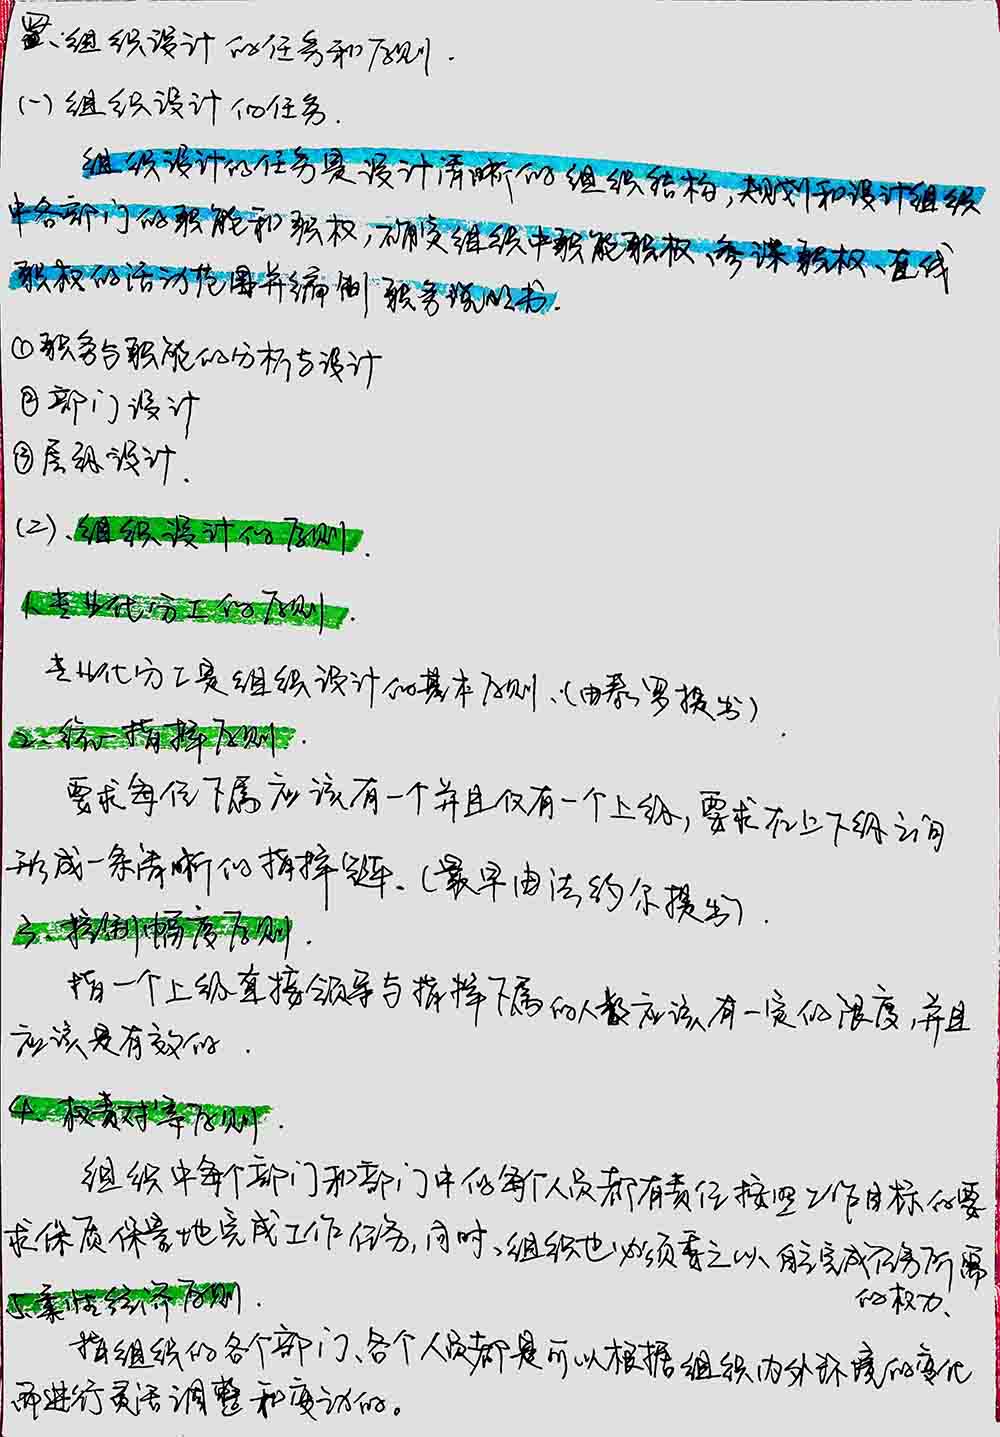 四、组织设计的任务和原则.
(一)组织设计的任务.
组织设计的任务是设计清晰的组织结构,规划和设计组织
中各部门的职能和职权,确定组织中职能职权、参谋职权、直线
职权的活动范围并编制职务说明书.
①职务与职能的分析与设计
②部门设计
③层级设计.
(2)、组织设计的原则.
1.专业化分工的原则.
专业化分工是组织设计的基本原则、(由泰罗提出)
2、统一指挥原则.
要求每位下属应该有一个并且仅有一个上级,要求在上下级之间
形成一条清晰的指挥链.(最早由法约尔提出).
3、控制幅度原则.
指一个上级直接领导与指挥下属的人数应该有一定的限度,并且
应该是有效的.
4、权责对等原则.
组织中每个部门和部门中的每个人员都有责任按照工作目标的要
求保质保量地完成工作任务,同时、组织也必须委之以自主完成任务所需
的权力、
5.柔性经济原则.
指组织的各个部门、各个人员都是可以根据组织内外环境的变化
而进行灵活调整和变动的。